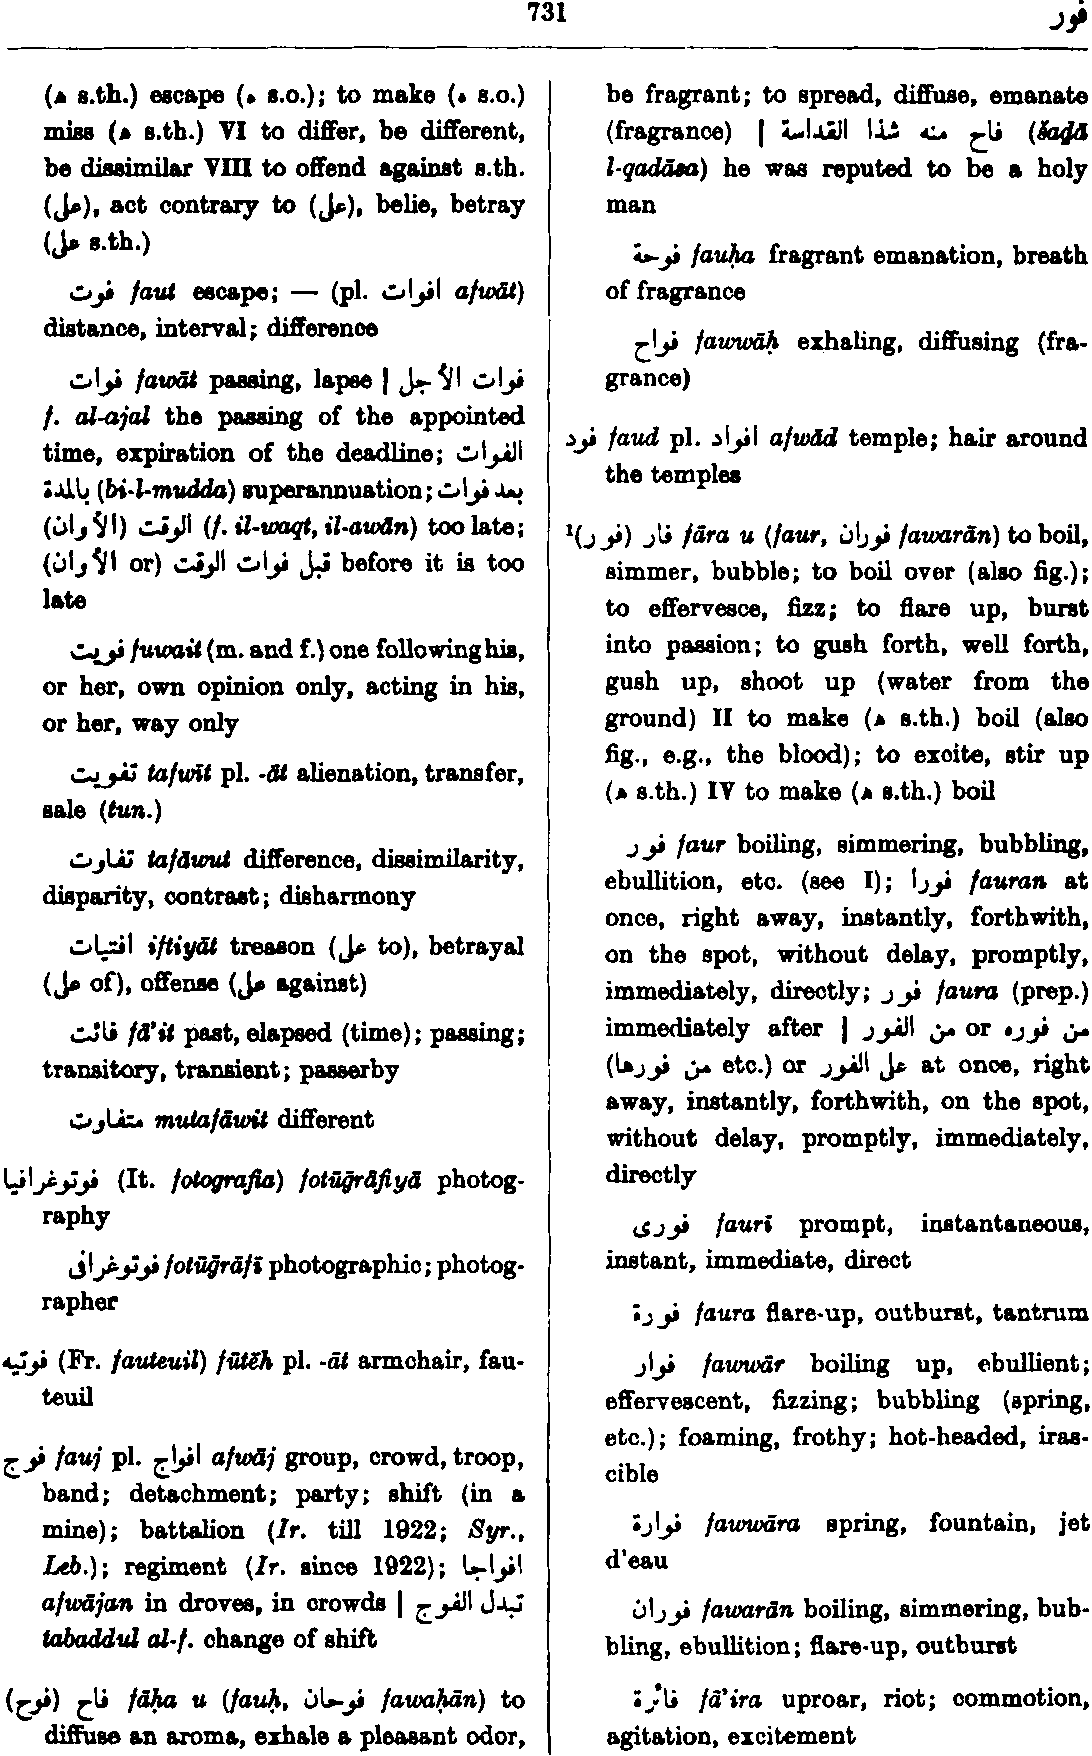 731
فور
(ه s.th.) escape (ه s.o.); to make (ه s.o.)
miss (ه s.th.) VI to differ, be different,
be dissimilar VIII to offend against s.th.
(على), act contrary to (على), belie, betray
(على s.th.)
فوت faut escape; — (pl. افوات afwāt)
distance, interval; difference
فوات fawāt passing, lapse | فوات الأجل
f. al-ajal the passing of the appointed
time, expiration of the deadline; الفوات
بالمدة (bi-l-mudda) superannuation; بعد فوات
الوقت (الأوان) (f. il-waqt, il-awān) too late;
قبل فوات الوقت (or الأوان) before it is too
late
فويت fuwait (m. and f.) one following his,
or her, own opinion only, acting in his,
or her, way only
تفويت tafwīt pl. -āt alienation, transfer,
sale (tun.)
تفاوت tafāwut difference, dissimilarity,
disparity, contrast; disharmony
افتيات iftiyāt treason (على to), betrayal
(على of), offense (على against)
فائت fā'it past, elapsed (time); passing;
transitory, transient; passerby
متفاوت mutafāwit different
فوتوغرافيا (It. fotografia) fotūḡrāfiyā photog-
raphy
فوتوغرافى fotūḡrāfī photographic; photog-
rapher
فوتيه (Fr. fauteuil) fūtēh pl. -āt armchair, fau-
teuil
فوج fauj pl. افواج afwāj group, crowd, troop,
band; detachment; party; shift (in a
mine); battalion (Ir. till 1922; Syr.,
Leb.); regiment (Ir. since 1922); افواجا
afwājan in droves, in crowds | تبدل الفوج
tabaddul al-f. change of shift
(فوح) فاح fāḥa u (fauḥ, فوحان fawaḥān) to
diffuse an aroma, exhale a pleasant odor,
be fragrant; to spread, diffuse, emanate
(fragrance) | فاح منه شذا القداسة (šaḏā
l-qadāsa) he was reputed to be a holy
man
فوحة fauḥa fragrant emanation, breath
of fragrance
فواح fawwāḥ exhaling, diffusing (fra-
grance)
فود faud pl. افواد afwād temple; hair around
the temples
¹(فور) فار fāra u (faur, فوران fawarān) to boil,
simmer, bubble; to boil over (also fig.);
to effervesce, fizz; to flare up, burst
into passion; to gush forth, well forth,
gush up, shoot up (water from the
ground) II to make (ه s.th.) boil (also
fig., e.g., the blood); to excite, stir up
(ه s.th.) IV to make (ه s.th.) boil
فور faur boiling, simmering, bubbling,
ebullition, etc. (see I); فورا fauran at
once, right away, instantly, forthwith,
on the spot, without delay, promptly,
immediately, directly; فور faura (prep.)
immediately after | من الفور or من فوره
(من فورها etc.) or على الفور at once, right
away, instantly, forthwith, on the spot,
without delay, promptly, immediately,
directly
فورى faurī prompt, instantaneous,
instant, immediate, direct
فورة faura flare-up, outburst, tantrum
فوار fawwār boiling up, ebullient;
effervescent, fizzing; bubbling (spring,
etc.); foaming, frothy; hot-headed, iras-
cible
فوارة fawwāra spring, fountain, jet
d'eau
فوران fawarān boiling, simmering, bub-
bling, ebullition; flare-up, outburst
فائرة fā'ira uproar, riot; commotion,
agitation, excitement